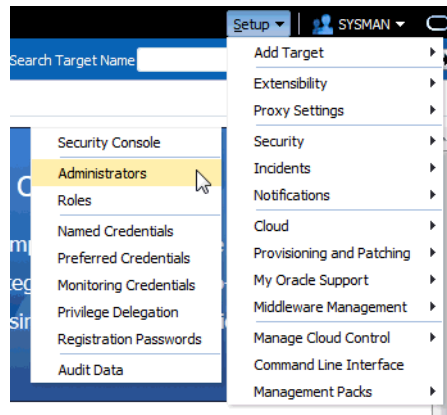 Setup SYSMAN
Search Target Name
Add Target
Extensibility
Proxy Settings
Security
Incidents
Notifications
Cloud
Provisioning and Patching
My Oracle Support
Middleware Management
Manage Cloud Control
Command Line Interface
Management Packs
Security Console
Administrators
Roles
Named Credentials
Preferred Credentials
Monitoring Credentials
Privilege Delegation
Registration Passwords
Audit Data